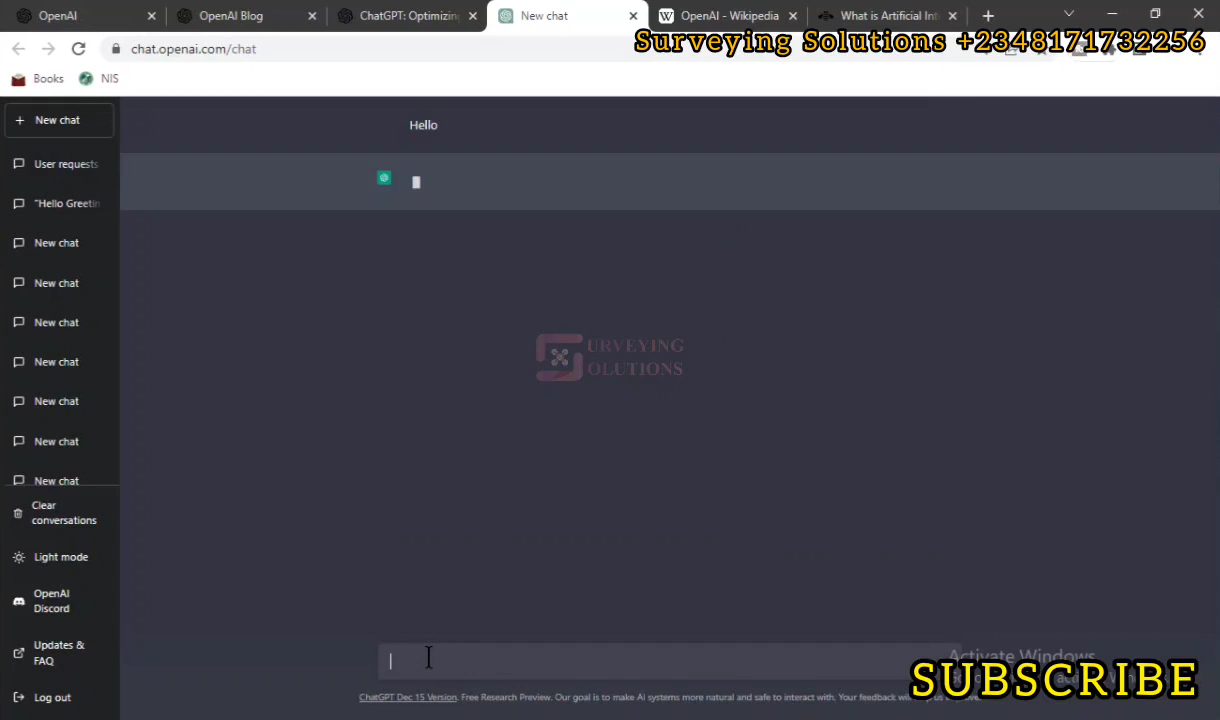 OpenAI
OpenAI Blog
ChatGPT: Optimizing
New chat
OpenAI - Wikipedia
What is Artificial Int
chat.openai.com/chat
Surveying Solutions +2348171732256
Books
NIS
New chat
Hello
User requests
"Hello Greetin
New chat
New chat
New chat
URVEYING
SOLUTIONS
New chat
New chat
New chat
New chat
Clear
conversations
Light mode
OpenAI
Discord
Updates &
FAQ
Activate Windows
SUBSCRIBE
Log out
ChatGPT Dec 15 Version. Free Research Preview. Our goal is to make AI systems more natural and safe to interact with. Your feedback will